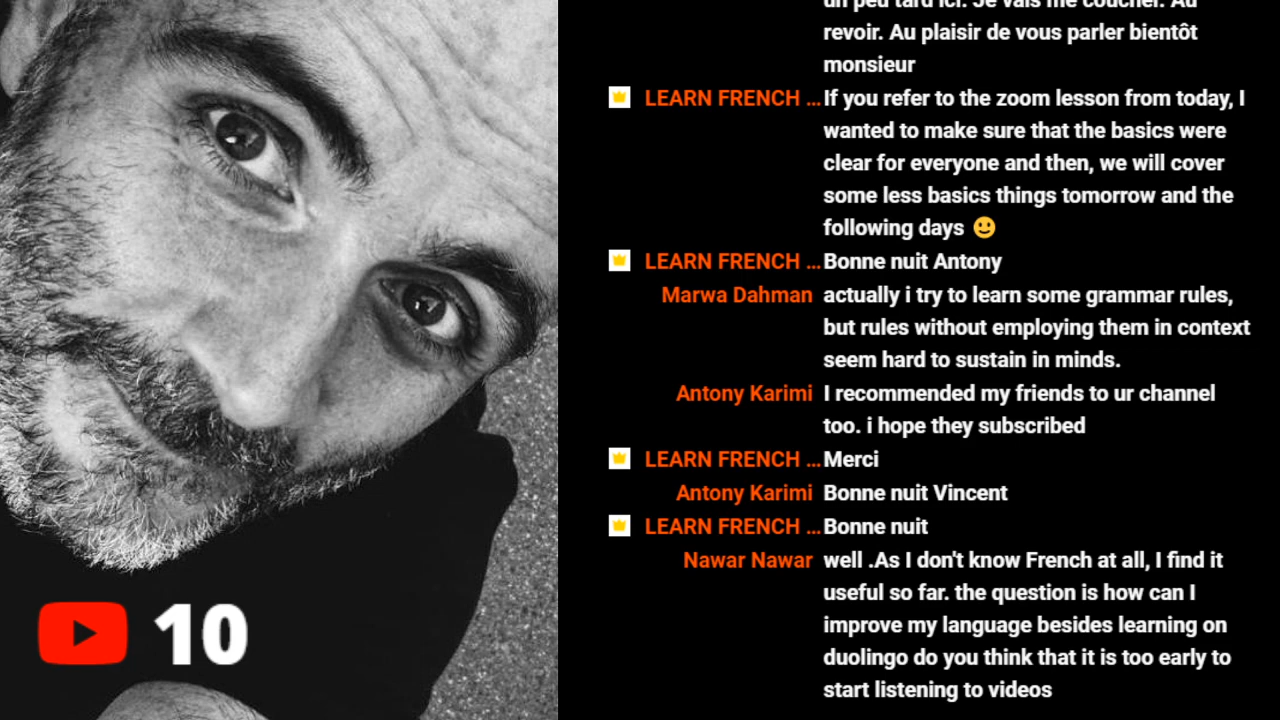 un peu tard ici. Je vais me coucher. Au
revoir. Au plaisir de vous parler bientôt
monsieur
LEARN FRENCH ... If you refer to the zoom lesson from today, I
wanted to make sure that the basics were
clear for everyone and then, we will cover
some less basics things tomorrow and the
following days 🙂
LEARN FRENCH ... Bonne nuit Antony
Marwa Dahman actually i try to learn some grammar rules,
but rules without employing them in context
seem hard to sustain in minds.
Antony Karimi I recommended my friends to ur channel
too. i hope they subscribed
LEARN FRENCH ... Merci
Antony Karimi Bonne nuit Vincent
LEARN FRENCH ... Bonne nuit
Nawar Nawar well .As I don't know French at all, I find it
useful so far. the question is how can I
improve my language besides learning on
duolingo do you think that it is too early to
start listening to videos
10